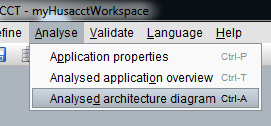 CCT - myHusacctWorkspace
efine Analyse Validate Language Help
Application properties Ctrl-P
Analysed application overview Ctrl-T
Analysed architecture diagram Ctrl-A